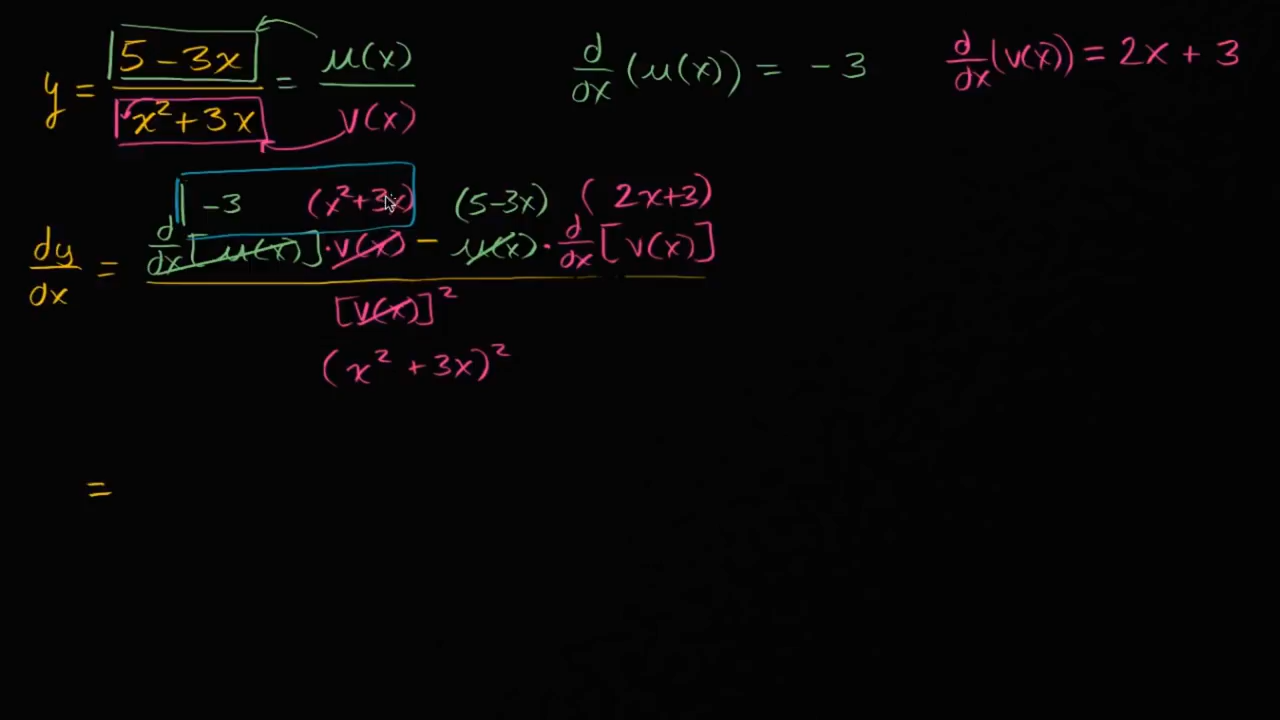 y = 5 − 3x / x² + 3x = u(x) / v(x)
d/dx (u(x)) = −3
d/dx (v(x)) = 2x + 3
−3 (x² + 3x) (5−3x) (2x+3)
dy/dx = d/dx [u(x)] · v(x) − u(x) · d/dx [v(x)]
[v(x)]²
(x² + 3x)²
=